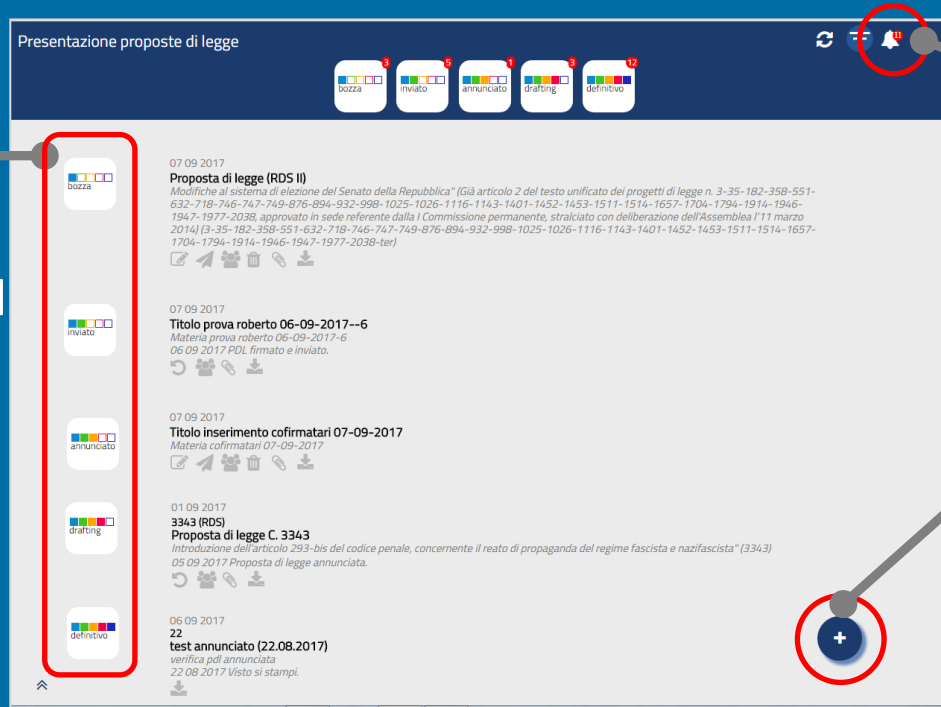 Presentazione proposte di legge
11
3 5 1 3 12
bozza inviato annunciato drafting definitivo
07 09 2017
bozza
Proposta di legge (RDS II)
Modifiche al sistema di elezione del Senato della Repubblica" (Già articolo 2 del testo unificato dei progetti di legge n. 3-35-182-358-551-
632-718-746-747-749-876-894-932-998-1025-1026-1116-1143-1401-1452-1453-1511-1514-1657-1704-1794-1914-1946-
1947-1977-2038, approvato in sede referente dalla I Commissione permanente, stralciato con deliberazione dell'Assemblea l'11 marzo
2014) (3-35-182-358-551-632-718-746-747-749-876-894-932-998-1025-1026-1116-1143-1401-1452-1453-1511-1514-1657-
1704-1794-1914-1946-1947-1977-2038-ter)
07 09 2017
inviato
Titolo prova roberto 06-09-2017--6
Materia prova roberto 06-09-2017-6
06 09 2017 PDL firmato e inviato.
07 09 2017
annunciato
Titolo inserimento cofirmatari 07-09-2017
Materia cofirmatari 07-09-2017
01 09 2017
drafting
3343 (RDS)
Proposta di legge C. 3343
Introduzione dell'articolo 293-bis del codice penale, concernente il reato di propaganda del regime fascista e nazifascista" (3343)
05 09 2017 Proposta di legge annunciata.
06 09 2017
definitivo
22
test annunciato (22.08.2017)
verifica pdl annunciata
22 08 2017 Visto si stampi.